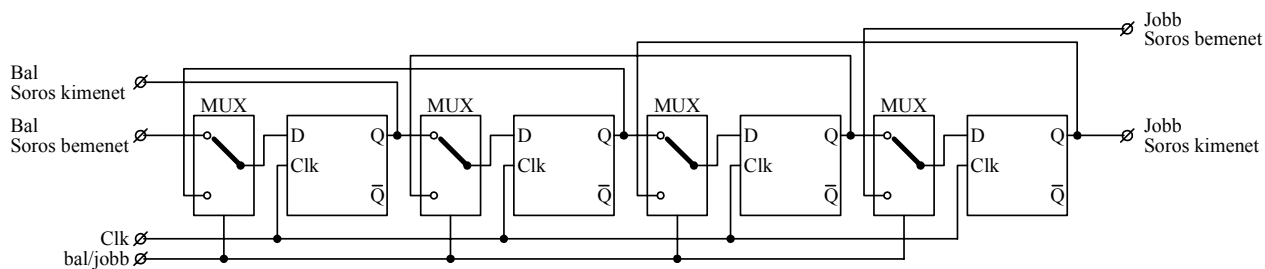 Jobb
Soros bemenet
Bal
Soros kimenet
MUX
MUX
MUX
MUX
Bal
Soros bemenet
D
Q
Clk
Q̅
D
Q
Clk
Q̅
D
Q
Clk
Q̅
D
Q
Clk
Q̅
Jobb
Soros kimenet
Clk
bal/jobb